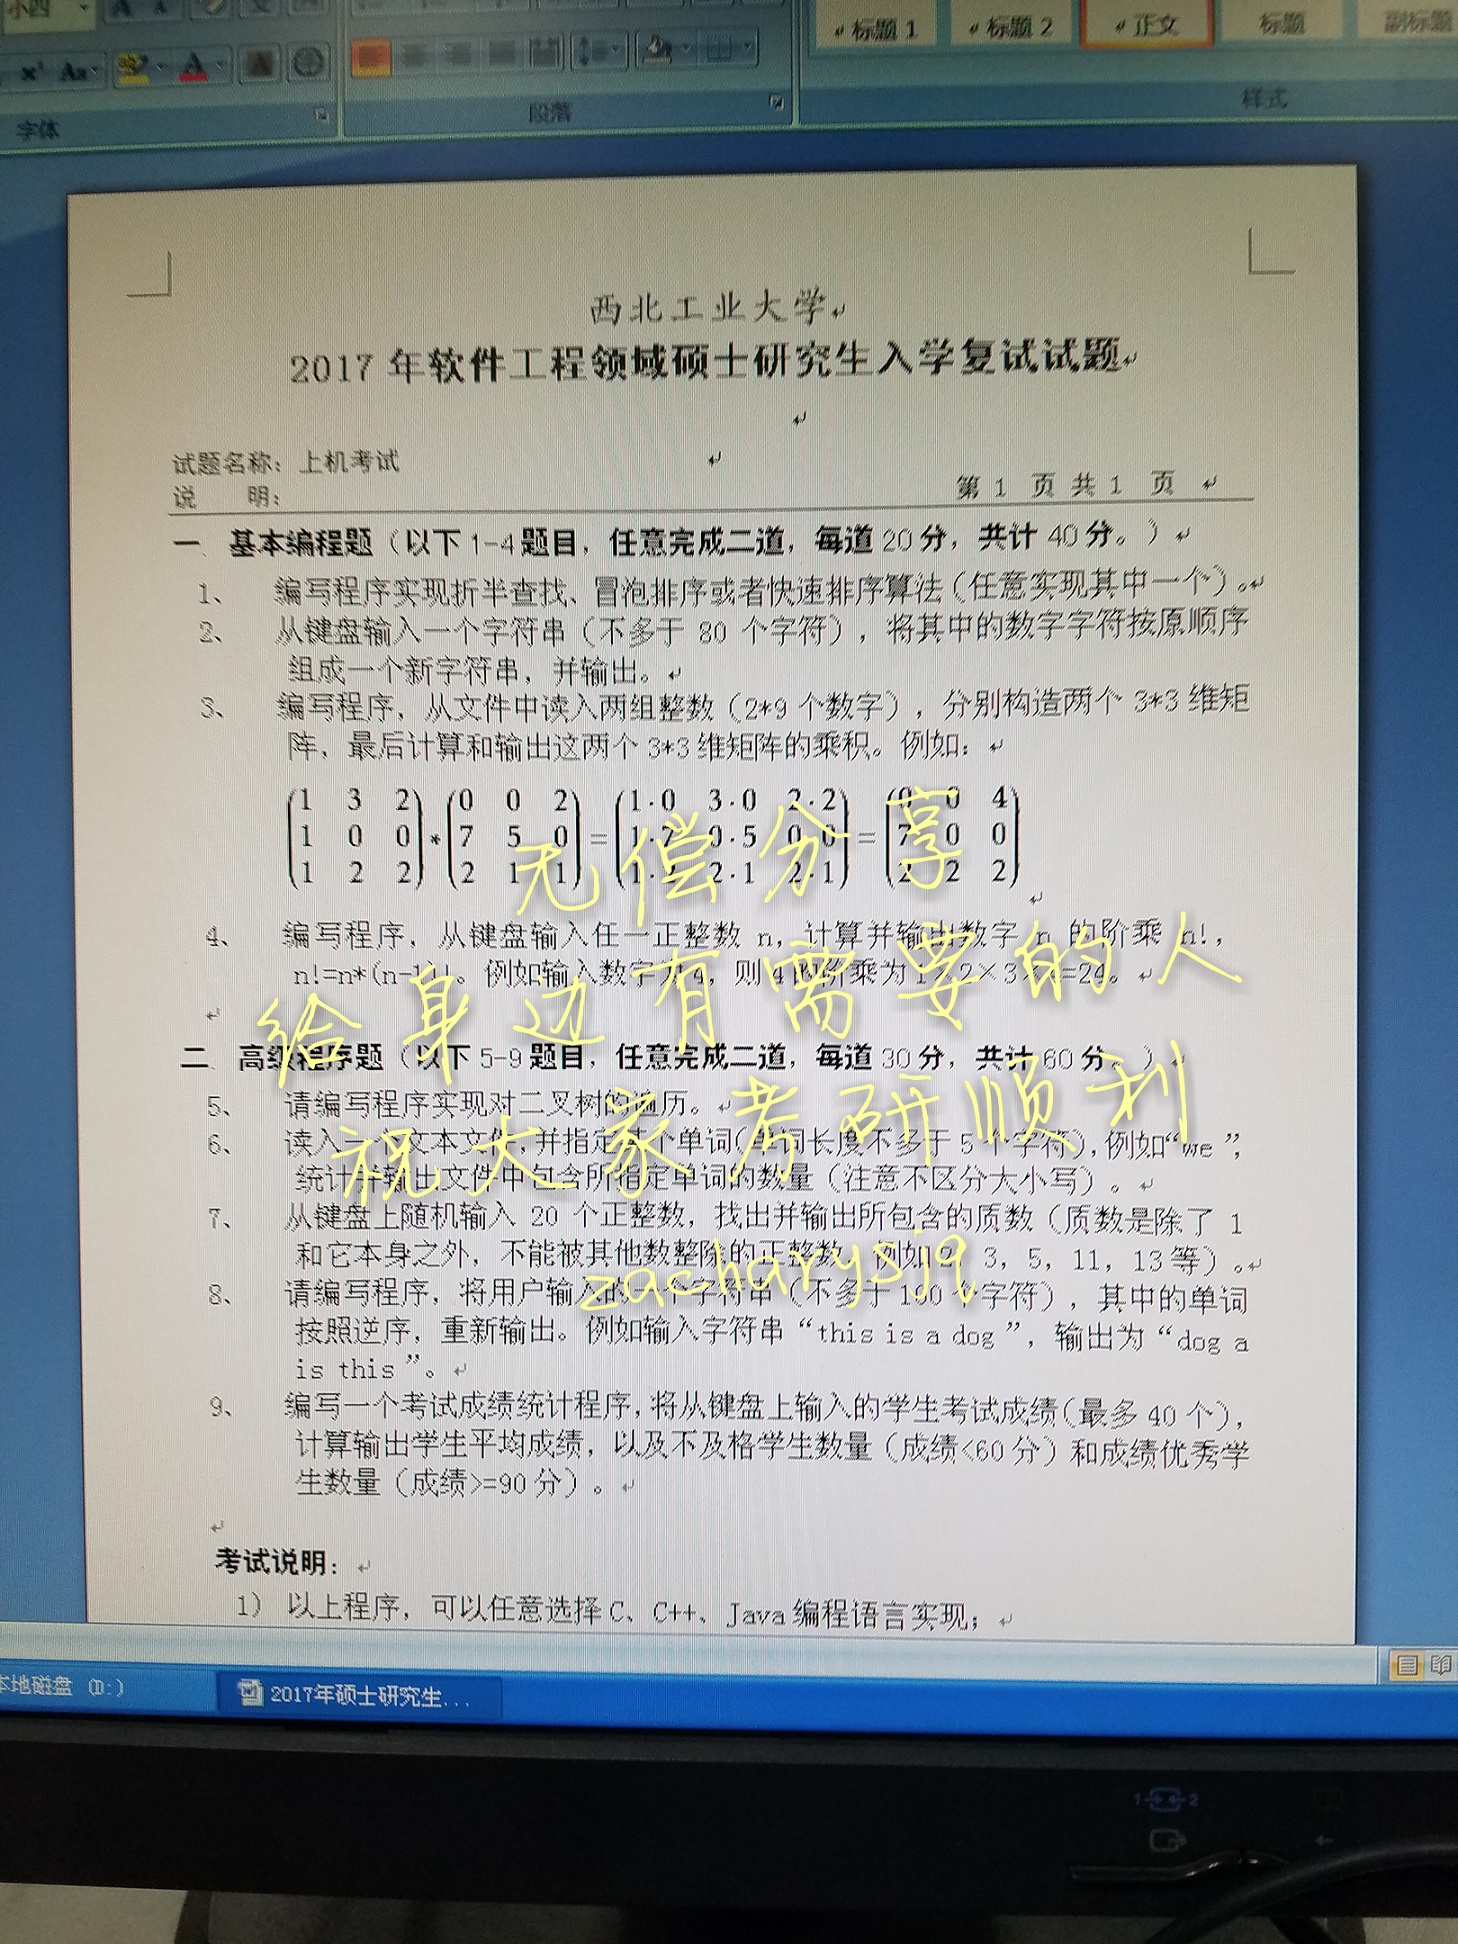 小四
字体
段落
样式
标题 1
标题 2
正文
标题
副标题
西北工业大学
2017 年软件工程领域硕士研究生入学复试试题
试题名称：上机考试
说 明：
第 1 页 共 1 页
一、基本编程题（以下 1-4 题目，任意完成二道，每道 20 分，共计 40 分。）
1、 编写程序实现折半查找、冒泡排序或者快速排序算法（任意实现其中一个）。
2、 从键盘输入一个字符串（不多于 80 个字符），将其中的数字字符按原顺序
组成一个新字符串，并输出。
3、 编写程序，从文件中读入两组整数（2*9 个数字），分别构造两个 3*3 维矩
阵，最后计算和输出这两个 3*3 维矩阵的乘积。例如：
1 3 2 0 0 2 1·0 3·0 2·2 0 0 4
1 0 0 * 7 5 0 = 1·7 0·5 0·0 = 7 0 0
1 2 2 2 1 1 1·2 2·1 2·1 2 2 2
4、 编写程序，从键盘输入任一正整数 n，计算并输出数字 n 的阶乘 n!，
n!=n*(n-1)!。例如输入数字为 4，则 4 的阶乘为 1×2×3×4=24。
二、高级程序题（以下 5-9 题目，任意完成二道，每道 30 分，共计 60 分。）
5、 请编写程序实现对二叉树的遍历。
6、 读入一个文本文件，并指定某个单词（单词长度不多于 5 个字符），例如“we”，
统计并输出文件中包含所指定单词的数量（注意不区分大小写）。
7、 从键盘上随机输入 20 个正整数，找出并输出所包含的质数（质数是除了 1
和它本身之外，不能被其他数整除的正整数，例如 2，3，5，11，13 等）。
8、 请编写程序，将用户输入的一个字符串（不多于 100 个字符），其中的单词
按照逆序，重新输出。例如输入字符串“this is a dog”，输出为“dog a
is this”。
9、 编写一个考试成绩统计程序，将从键盘上输入的学生考试成绩（最多 40 个），
计算输出学生平均成绩，以及不及格学生数量（成绩<60 分）和成绩优秀学
生数量（成绩>=90 分）。
考试说明：
1） 以上程序，可以任意选择 C、C++、Java 编程语言实现；
无偿分享
给身边有需要的人
祝大家考研顺利
zacharysjq
本地磁盘 (D:)
2017年硕士研究生...